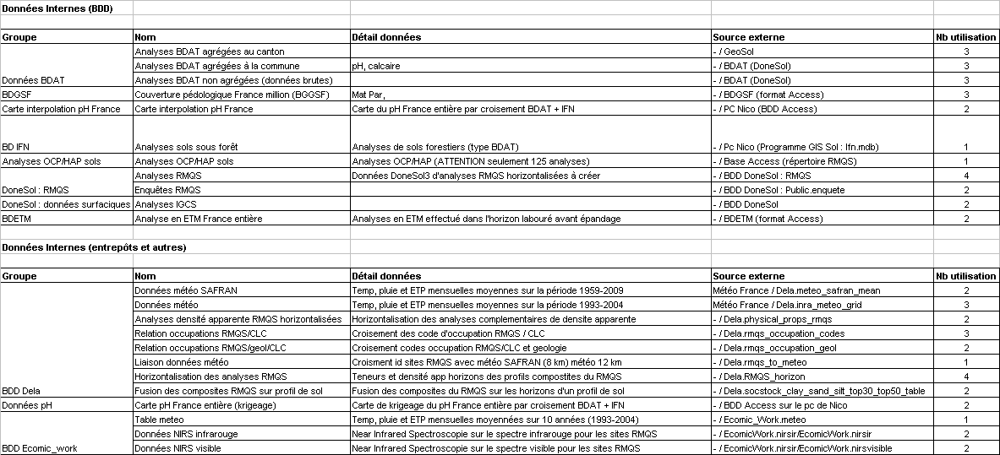 Données Internes (BDD)
Groupe Nom Détail données Source externe Nb utilisation
Analyses BDAT agrégées au canton - / GeoSol 3
Analyses BDAT agrégées à la commune pH, calcaire - / BDAT (DoneSol) 3
Données BDAT Analyses BDAT non agrégées (données brutes) - / BDAT (DoneSol) 3
BDGSF Couverture pédologique France million (BGGSF) Mat Par, - / BDGSF (format Access) 3
Carte interpolation pH France Carte interpolation pH France Carte du pH France entière par croisement BDAT + IFN - / PC Nico (BDD Access) 2
BD IFN Analyses sols sous forêt Analyses de sols forestiers (type BDAT) - / Pc Nico (Programme GIS Sol : Ifn.mdb) 1
Analyses OCP/HAP sols Analyses OCP/HAP sols Analyses OCP/HAP (ATTENTION seulement 125 analyses) - / Base Access (répertoire RMQS) 1
Analyses RMQS Données DoneSol3 d'analyses RMQS horizontalisées à créer - / BDD DoneSol : RMQS 4
DoneSol : RMQS Enquêtes RMQS - / BDD DoneSol : Public.enquete 2
DoneSol : données surfaciques Analyses IGCS - / BDD DoneSol 2
BDETM Analyse en ETM France entière Analyses en ETM effectué dans l'horizon labouré avant épandage - / BDETM (format Access) 2
Données Internes (entrepôts et autres)
Groupe Nom Détail données Source externe Nb utilisation
Données météo SAFRAN Temp, pluie et ETP mensuelles moyennes sur la période 1959-2009 Météo France / Dela.meteo_safran_mean 2
Données météo Temp, pluie et ETP mensuelles moyennes sur la période 1993-2004 Météo France / Dela.inra_meteo_grid 3
Analyses densité apparente RMQS horizontalisées Horizontalisation des analyses complementaires de densite apparente - / Dela.physical_props_rmqs 2
Relation occupations RMQS/CLC Croisement des code d'occupation RMQS / CLC - / Dela.rmqs_occupation_codes 3
Relation occupations RMQS/geol/CLC Croisement codes occupation RMQS/CLC et geologie - / Dela.rmqs_occupation_geol 2
Liaison données météo Croisment id sites RMQS avec météo SAFRAN (8 km) météo 12 km - / Dela.rmqs_to_meteo 1
Horizontalisation des analyses RMQS Teneurs et densité app horizons des profils compostites du RMQS - / Dela.RMQS_horizon 4
BDD Dela Fusion des composites RMQS sur profil de sol Fusion des composites du RMQS sur les horizons d'un profil de sol - / Dela.socstock_clay_sand_silt_top30_top50_table 2
Données pH Carte pH France entière (krigeage) Carte de krigeage du pH France entière par croisement BDAT + IFN - / BDD Access sur le pc de Nico 2
Table meteo Temp, pluie et ETP mensuelles moyennées sur 10 années (1993-2004) - / Ecomic_Work.meteo 1
Données NIRS infrarouge Near Infrared Spectroscopie sur le spectre infrarouge pour les sites RMQS - / EcomicWork.nirsir/EcomicWork.nirsir 2
BDD Ecomic_work Données NIRS visible Near Infrared Spectroscopie sur le spectre visible pour les sites RMQS - / EcomicWork.nirsir/EcomicWork.nirsvisible 2